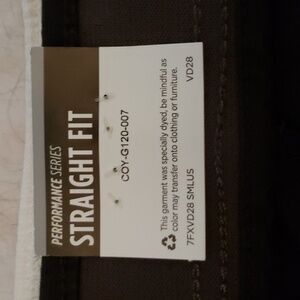 PERFORMANCE SERIES
STRAIGHT FIT
COY-G120-007
This garment was specially dyed, be mindful as
color may transfer onto clothing or furniture.
7FXVD28 SMLUS VD28